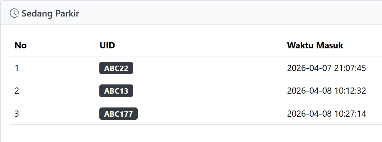 Sedang Parkir
No UID Waktu Masuk
1 ABC22 2026-04-07 21:07:45
2 ABC13 2026-04-08 10:12:32
3 ABC177 2026-04-08 10:27:14